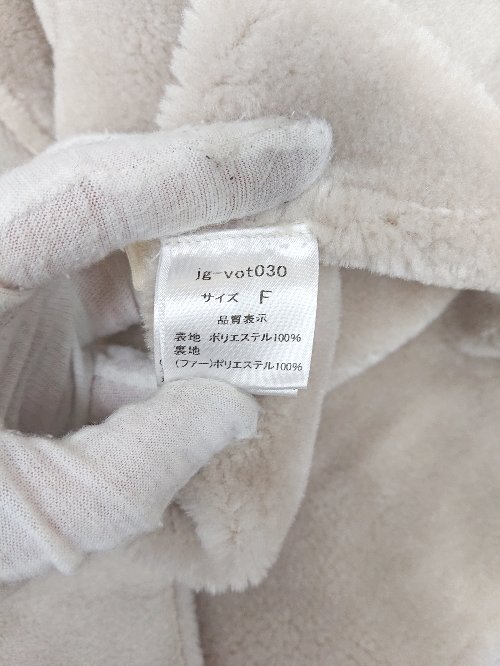 jg-vot030
サイズ F
品質表示
表地 ポリエステル100%
裏地
(ファー)ポリエステル100%